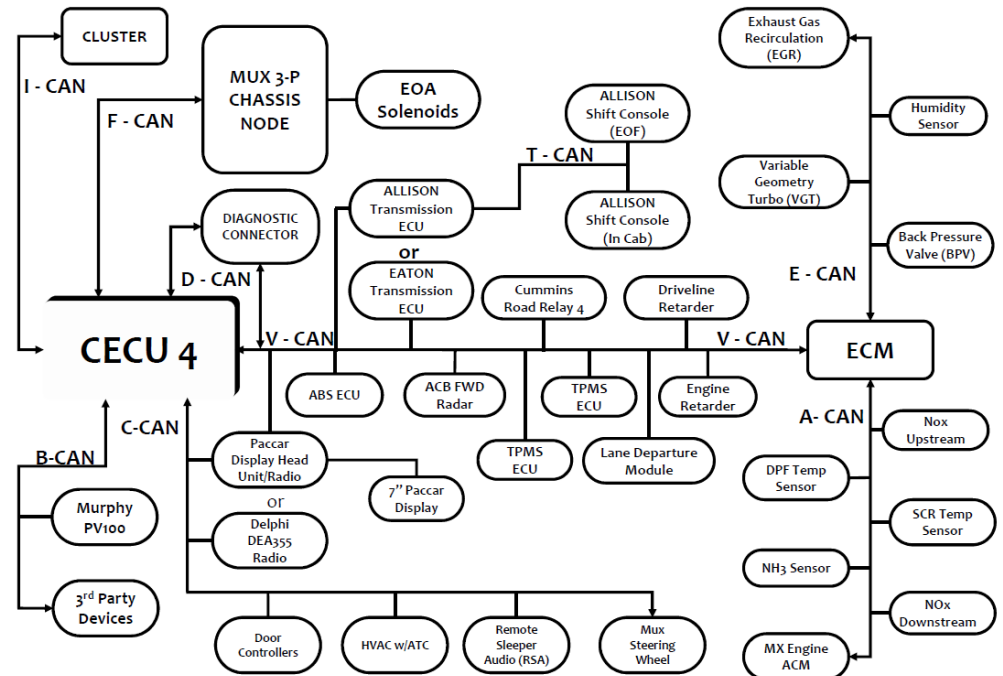 CLUSTER
I - CAN
F - CAN
MUX 3-P
CHASSIS
NODE
EOA
Solenoids
ALLISON
Shift Console
(EOF)
T - CAN
ALLISON
Shift Console
(In Cab)
ALLISON
Transmission
ECU
or
EATON
Transmission
ECU
DIAGNOSTIC
CONNECTOR
D - CAN
CECU 4
V - CAN
Cummins
Road Relay 4
Driveline
Retarder
V - CAN
ECM
Exhaust Gas
Recirculation
(EGR)
Humidity
Sensor
Variable
Geometry
Turbo (VGT)
Back Pressure
Valve (BPV)
E - CAN
ABS ECU
ACB FWD
Radar
TPMS
ECU
Engine
Retarder
TPMS
ECU
Lane Departure
Module
A- CAN
Nox
Upstream
DPF Temp
Sensor
SCR Temp
Sensor
NH3 Sensor
NOx
Downstream
MX Engine
ACM
C-CAN
B-CAN
Paccar
Display Head
Unit/Radio
7” Paccar
Display
or
Delphi
DEA355
Radio
Murphy
PV100
3rd Party
Devices
Door
Controllers
HVAC w/ATC
Remote
Sleeper
Audio (RSA)
Mux
Steering
Wheel